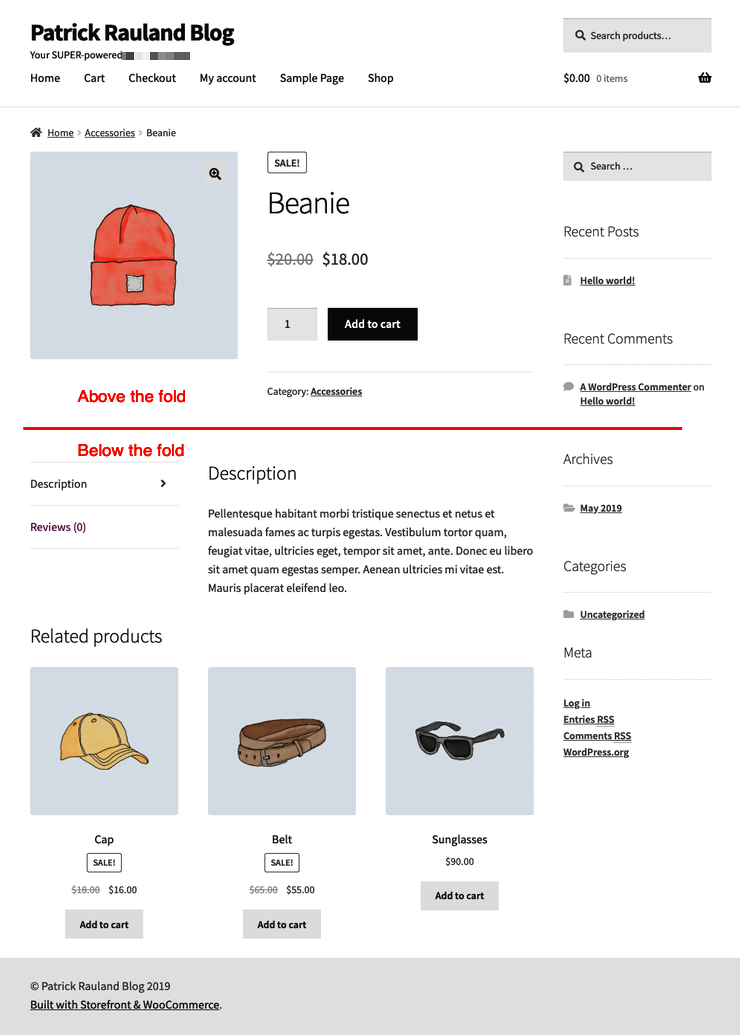 Patrick Rauland Blog
Your SUPER-powered
Search products…
Home Cart Checkout My account Sample Page Shop
$0.00 0 items
Home > Accessories > Beanie
SALE!
Beanie
$20.00 $18.00
1 Add to cart
Category: Accessories
Search …
Recent Posts
Hello world!
Recent Comments
A WordPress Commenter on
Hello world!
Above the fold
Below the fold
Description
Reviews (0)
Description
Pellentesque habitant morbi tristique senectus et netus et
malesuada fames ac turpis egestas. Vestibulum tortor quam,
feugiat vitae, ultricies eget, tempor sit amet, ante. Donec eu libero
sit amet quam egestas semper. Aenean ultricies mi vitae est.
Mauris placerat eleifend leo.
Archives
May 2019
Categories
Uncategorized
Meta
Log in
Entries RSS
Comments RSS
WordPress.org
Related products
Cap
SALE!
$18.00 $16.00
Add to cart
Belt
SALE!
$65.00 $55.00
Add to cart
Sunglasses
$90.00
Add to cart
© Patrick Rauland Blog 2019
Built with Storefront & WooCommerce.